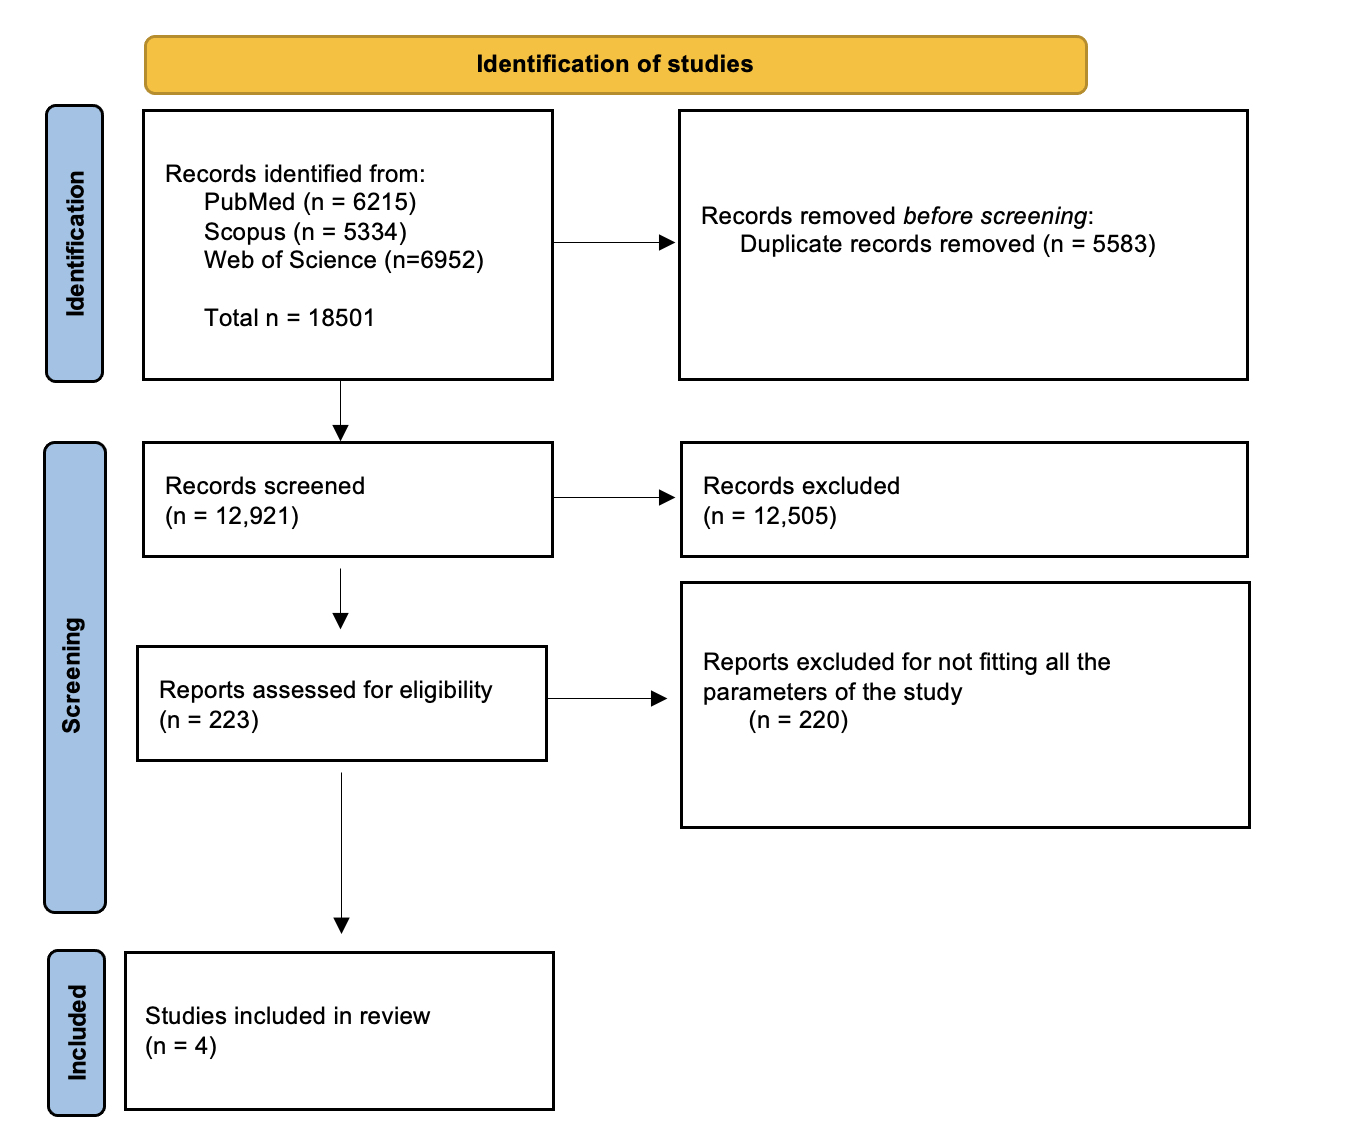 Identification of studies
Identification
Records identified from:
PubMed (n = 6215)
Scopus (n = 5334)
Web of Science (n=6952)
Total n = 18501
Records removed before screening:
Duplicate records removed (n = 5583)
Screening
Records screened
(n = 12,921)
Records excluded
(n = 12,505)
Reports assessed for eligibility
(n = 223)
Reports excluded for not fitting all the
parameters of the study
(n = 220)
Included
Studies included in review
(n = 4)